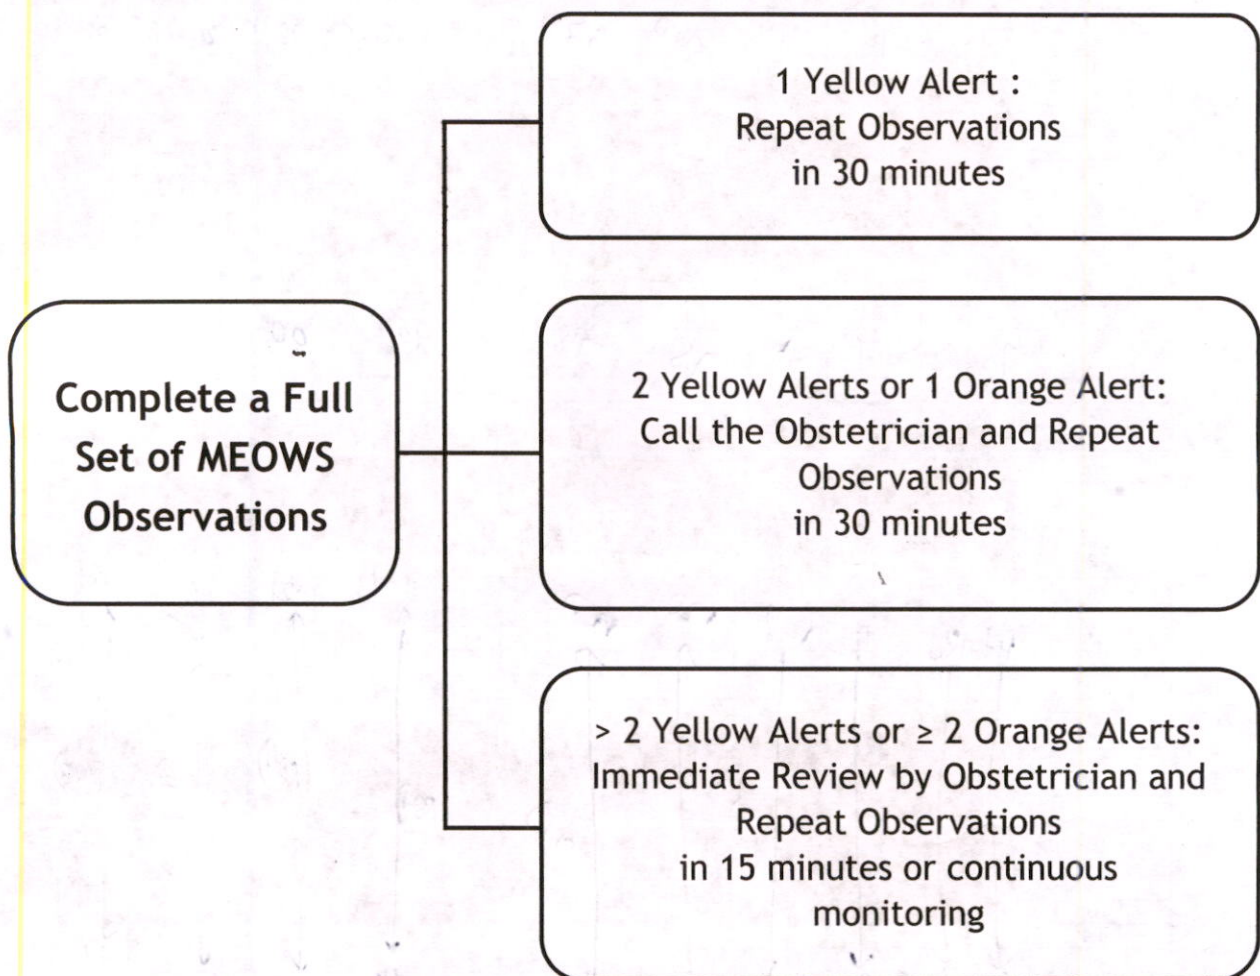 1 Yellow Alert :
Repeat Observations
in 30 minutes
Complete a Full
Set of MEOWS
Observations
2 Yellow Alerts or 1 Orange Alert:
Call the Obstetrician and Repeat
Observations
in 30 minutes
> 2 Yellow Alerts or ≥ 2 Orange Alerts:
Immediate Review by Obstetrician and
Repeat Observations
in 15 minutes or continuous
monitoring